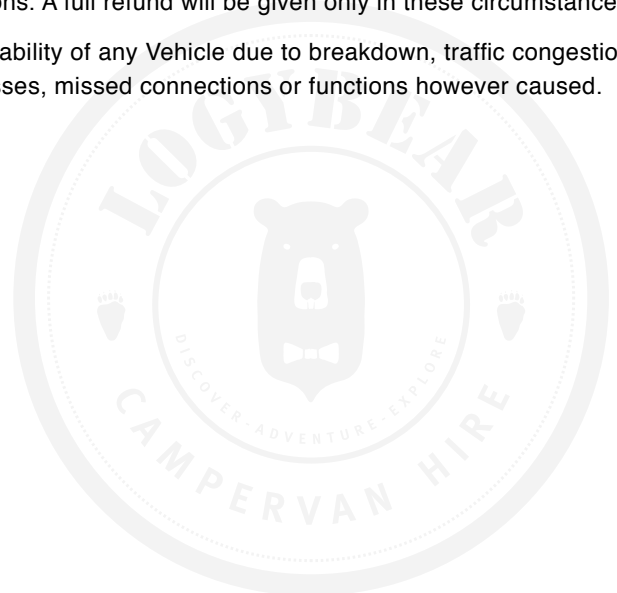 ons. A full refund will be given only in these circumstance
ability of any Vehicle due to breakdown, traffic congestio
sses, missed connections or functions however caused.
LOGYBEAR
DISCOVER·ADVENTURE·EXPLORE
CAMPERVAN HIRE